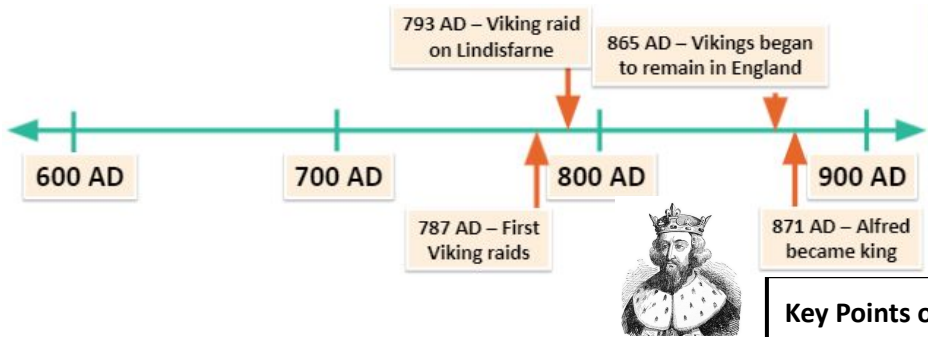 793 AD – Viking raid
on Lindisfarne
865 AD – Vikings began
to remain in England
600 AD
700 AD
800 AD
900 AD
787 AD – First
Viking raids
871 AD – Alfred
became king
Key Points